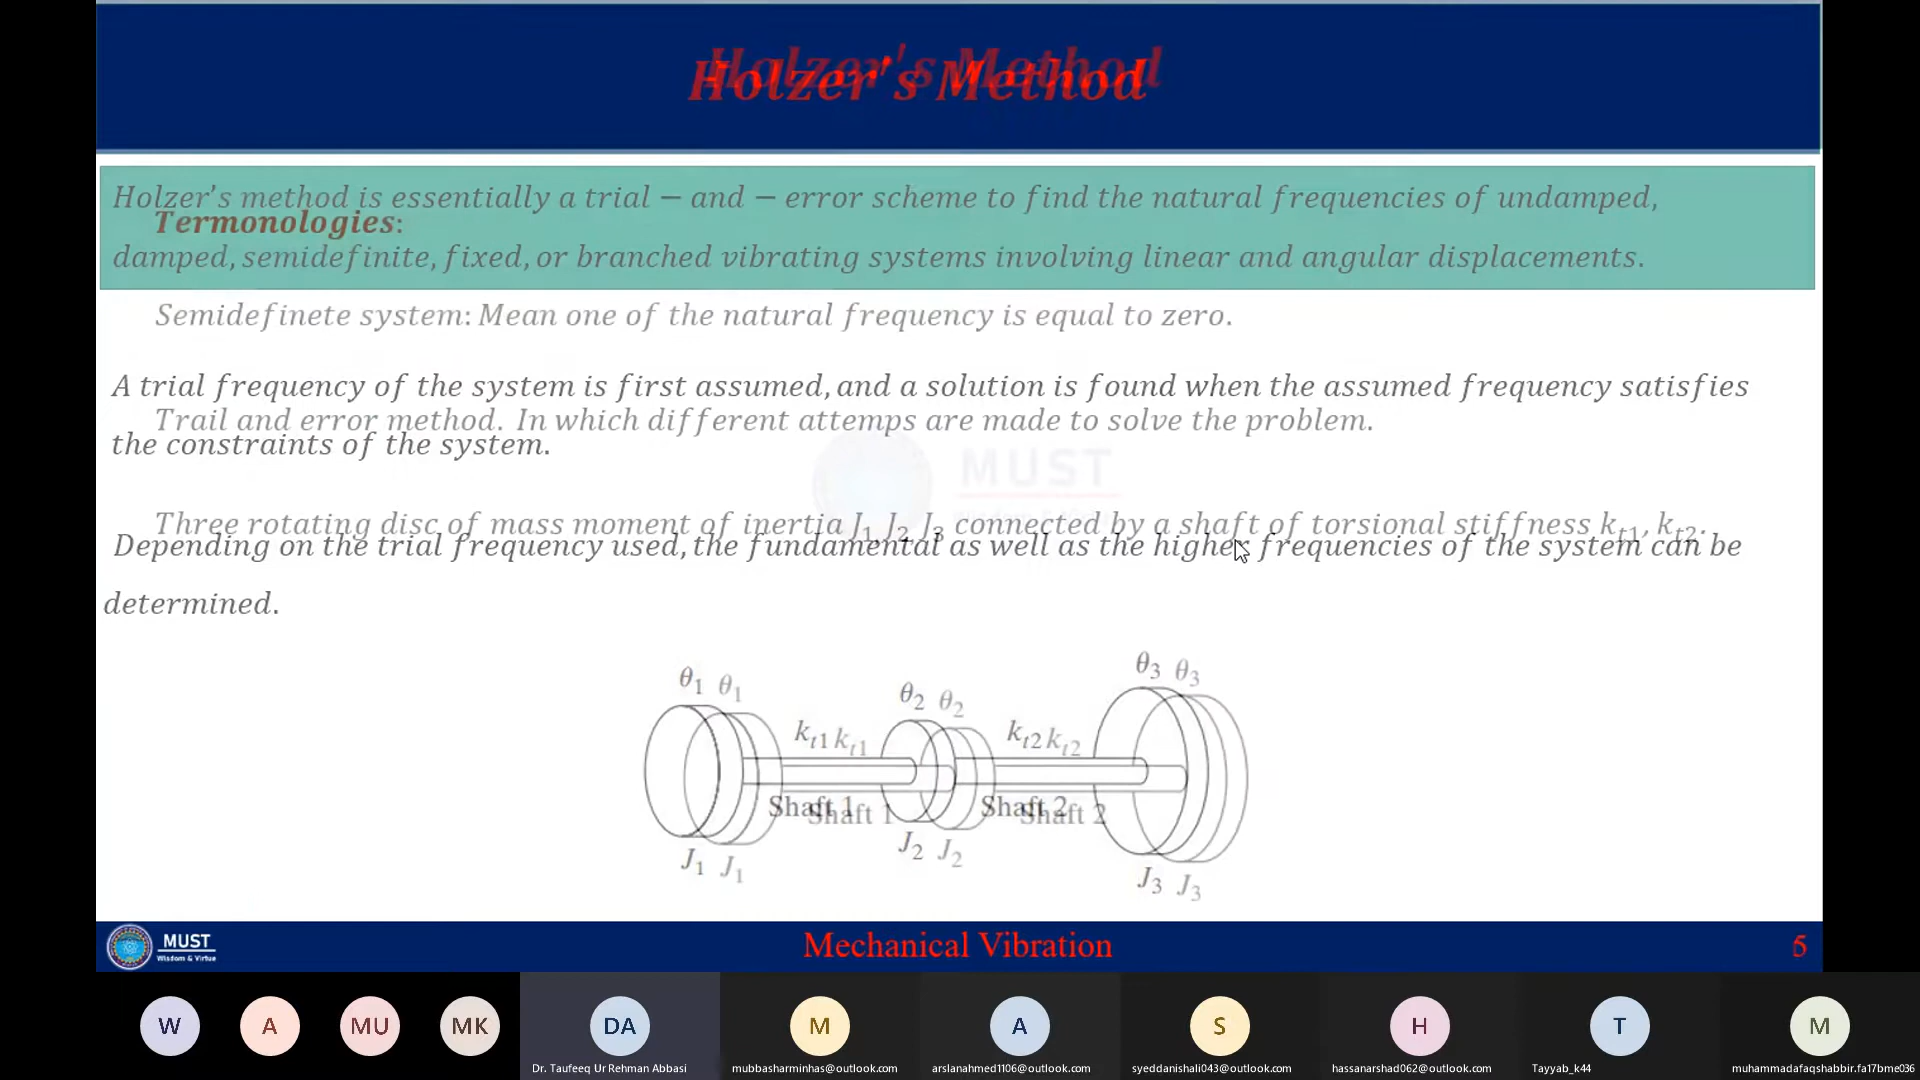 Holzer's Method
Holzer's Method
Holzer's method is essentially a trial − and − error scheme to find the natural frequencies of undamped,
Termonologies:
damped, semidefinite, fixed, or branched vibrating systems involving linear and angular displacements.
Semidefinete system: Mean one of the natural frequency is equal to zero.
A trial frequency of the system is first assumed, and a solution is found when the assumed frequency satisfies
Trail and error method. In which different attemps are made to solve the problem.
the constraints of the system.
MUST
Three rotating disc of mass moment of inertia J1, J2, J3 connected by a shaft of torsional stiffness kt1, kt2.
Depending on the trial frequency used, the fundamental as well as the higher frequencies of the system can be
determined.
θ1 θ1 θ2 θ2 θ3 θ3
kt1 kt1 kt2 kt2
Shaft 1 Shaft 1 Shaft 2 Shaft 2
J1 J1 J2 J2 J3 J3
MUST
Wisdom & Virtue
Mechanical Vibration
5
W A MU MK DA M A S H T M
Dr. Taufeeq Ur Rehman Abbasi mubbasharminhas@outlook.com arslanahmed1106@outlook.com syeddanishali043@outlook.com hassanarshad062@outlook.com Tayyab_k44 muhammadafaqshabbir.fa17bme036